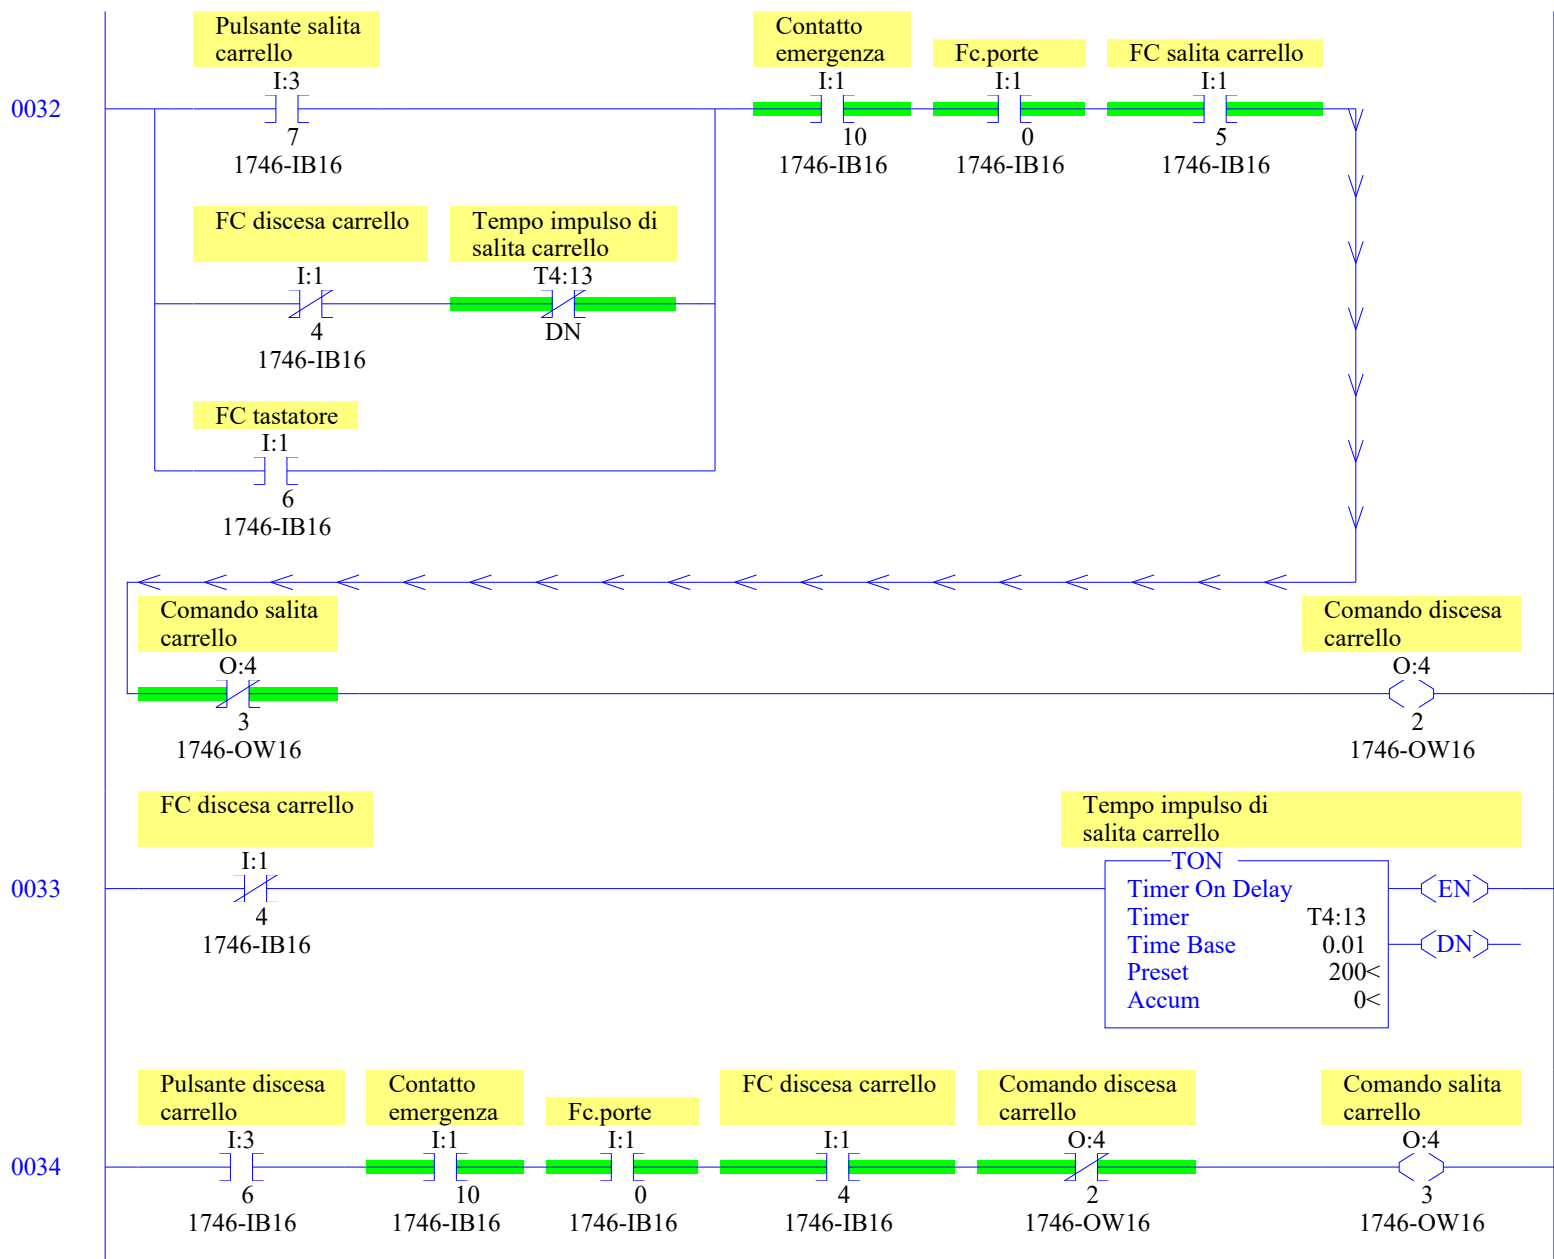 Pulsante salita
carrello
I:3
7
1746-IB16
Contatto
emergenza
I:1
10
1746-IB16
Fc.porte
I:1
0
1746-IB16
FC salita carrello
I:1
5
1746-IB16
0032
FC discesa carrello
I:1
4
1746-IB16
Tempo impulso di
salita carrello
T4:13
DN
FC tastatore
I:1
6
1746-IB16
Comando salita
carrello
O:4
3
1746-OW16
Comando discesa
carrello
O:4
2
1746-OW16
0033
FC discesa carrello
I:1
4
1746-IB16
Tempo impulso di
salita carrello
TON
Timer On Delay
Timer T4:13
Time Base 0.01
Preset 200<
Accum 0<
EN
DN
0034
Pulsante discesa
carrello
I:3
6
1746-IB16
Contatto
emergenza
I:1
10
1746-IB16
Fc.porte
I:1
0
1746-IB16
FC discesa carrello
I:1
4
1746-IB16
Comando discesa
carrello
O:4
2
1746-OW16
Comando salita
carrello
O:4
3
1746-OW16